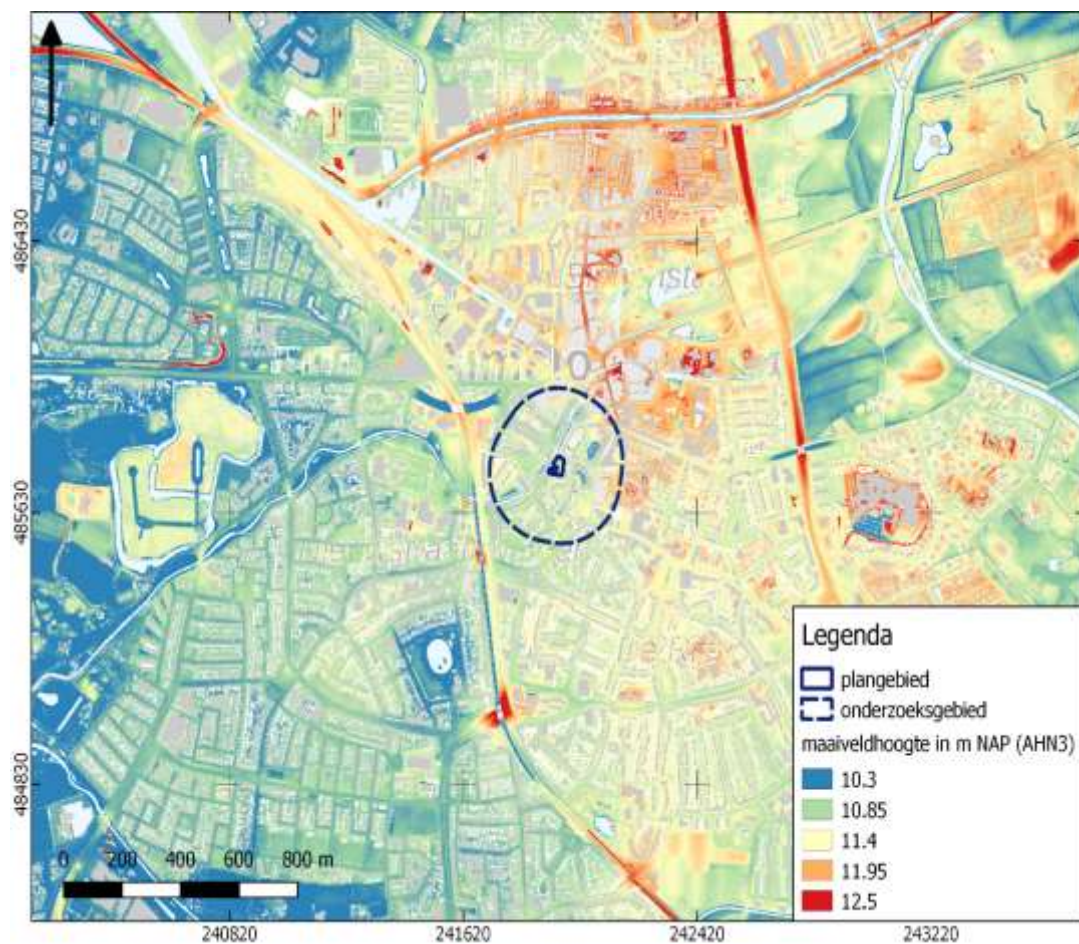 486430
485630
484830
Legenda
plangebied
onderzoeksgebied
maaiveldhoogte in m NAP (AHN3)
10.3
10.85
11.4
11.95
12.5
0 200 400 600 800 m
240820 241620 242420 243220